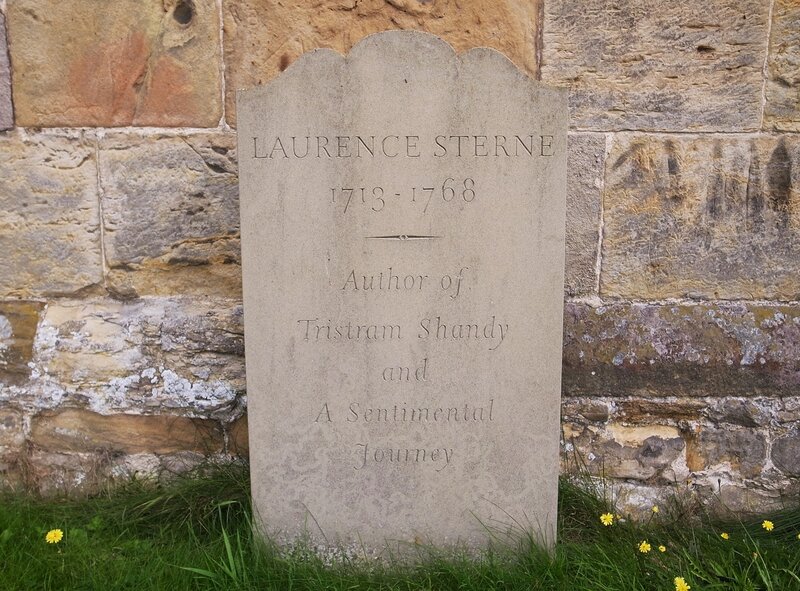 LAURENCE STERNE
1713-1768
Author of
Tristram Shandy
and
A Sentimental
Journey